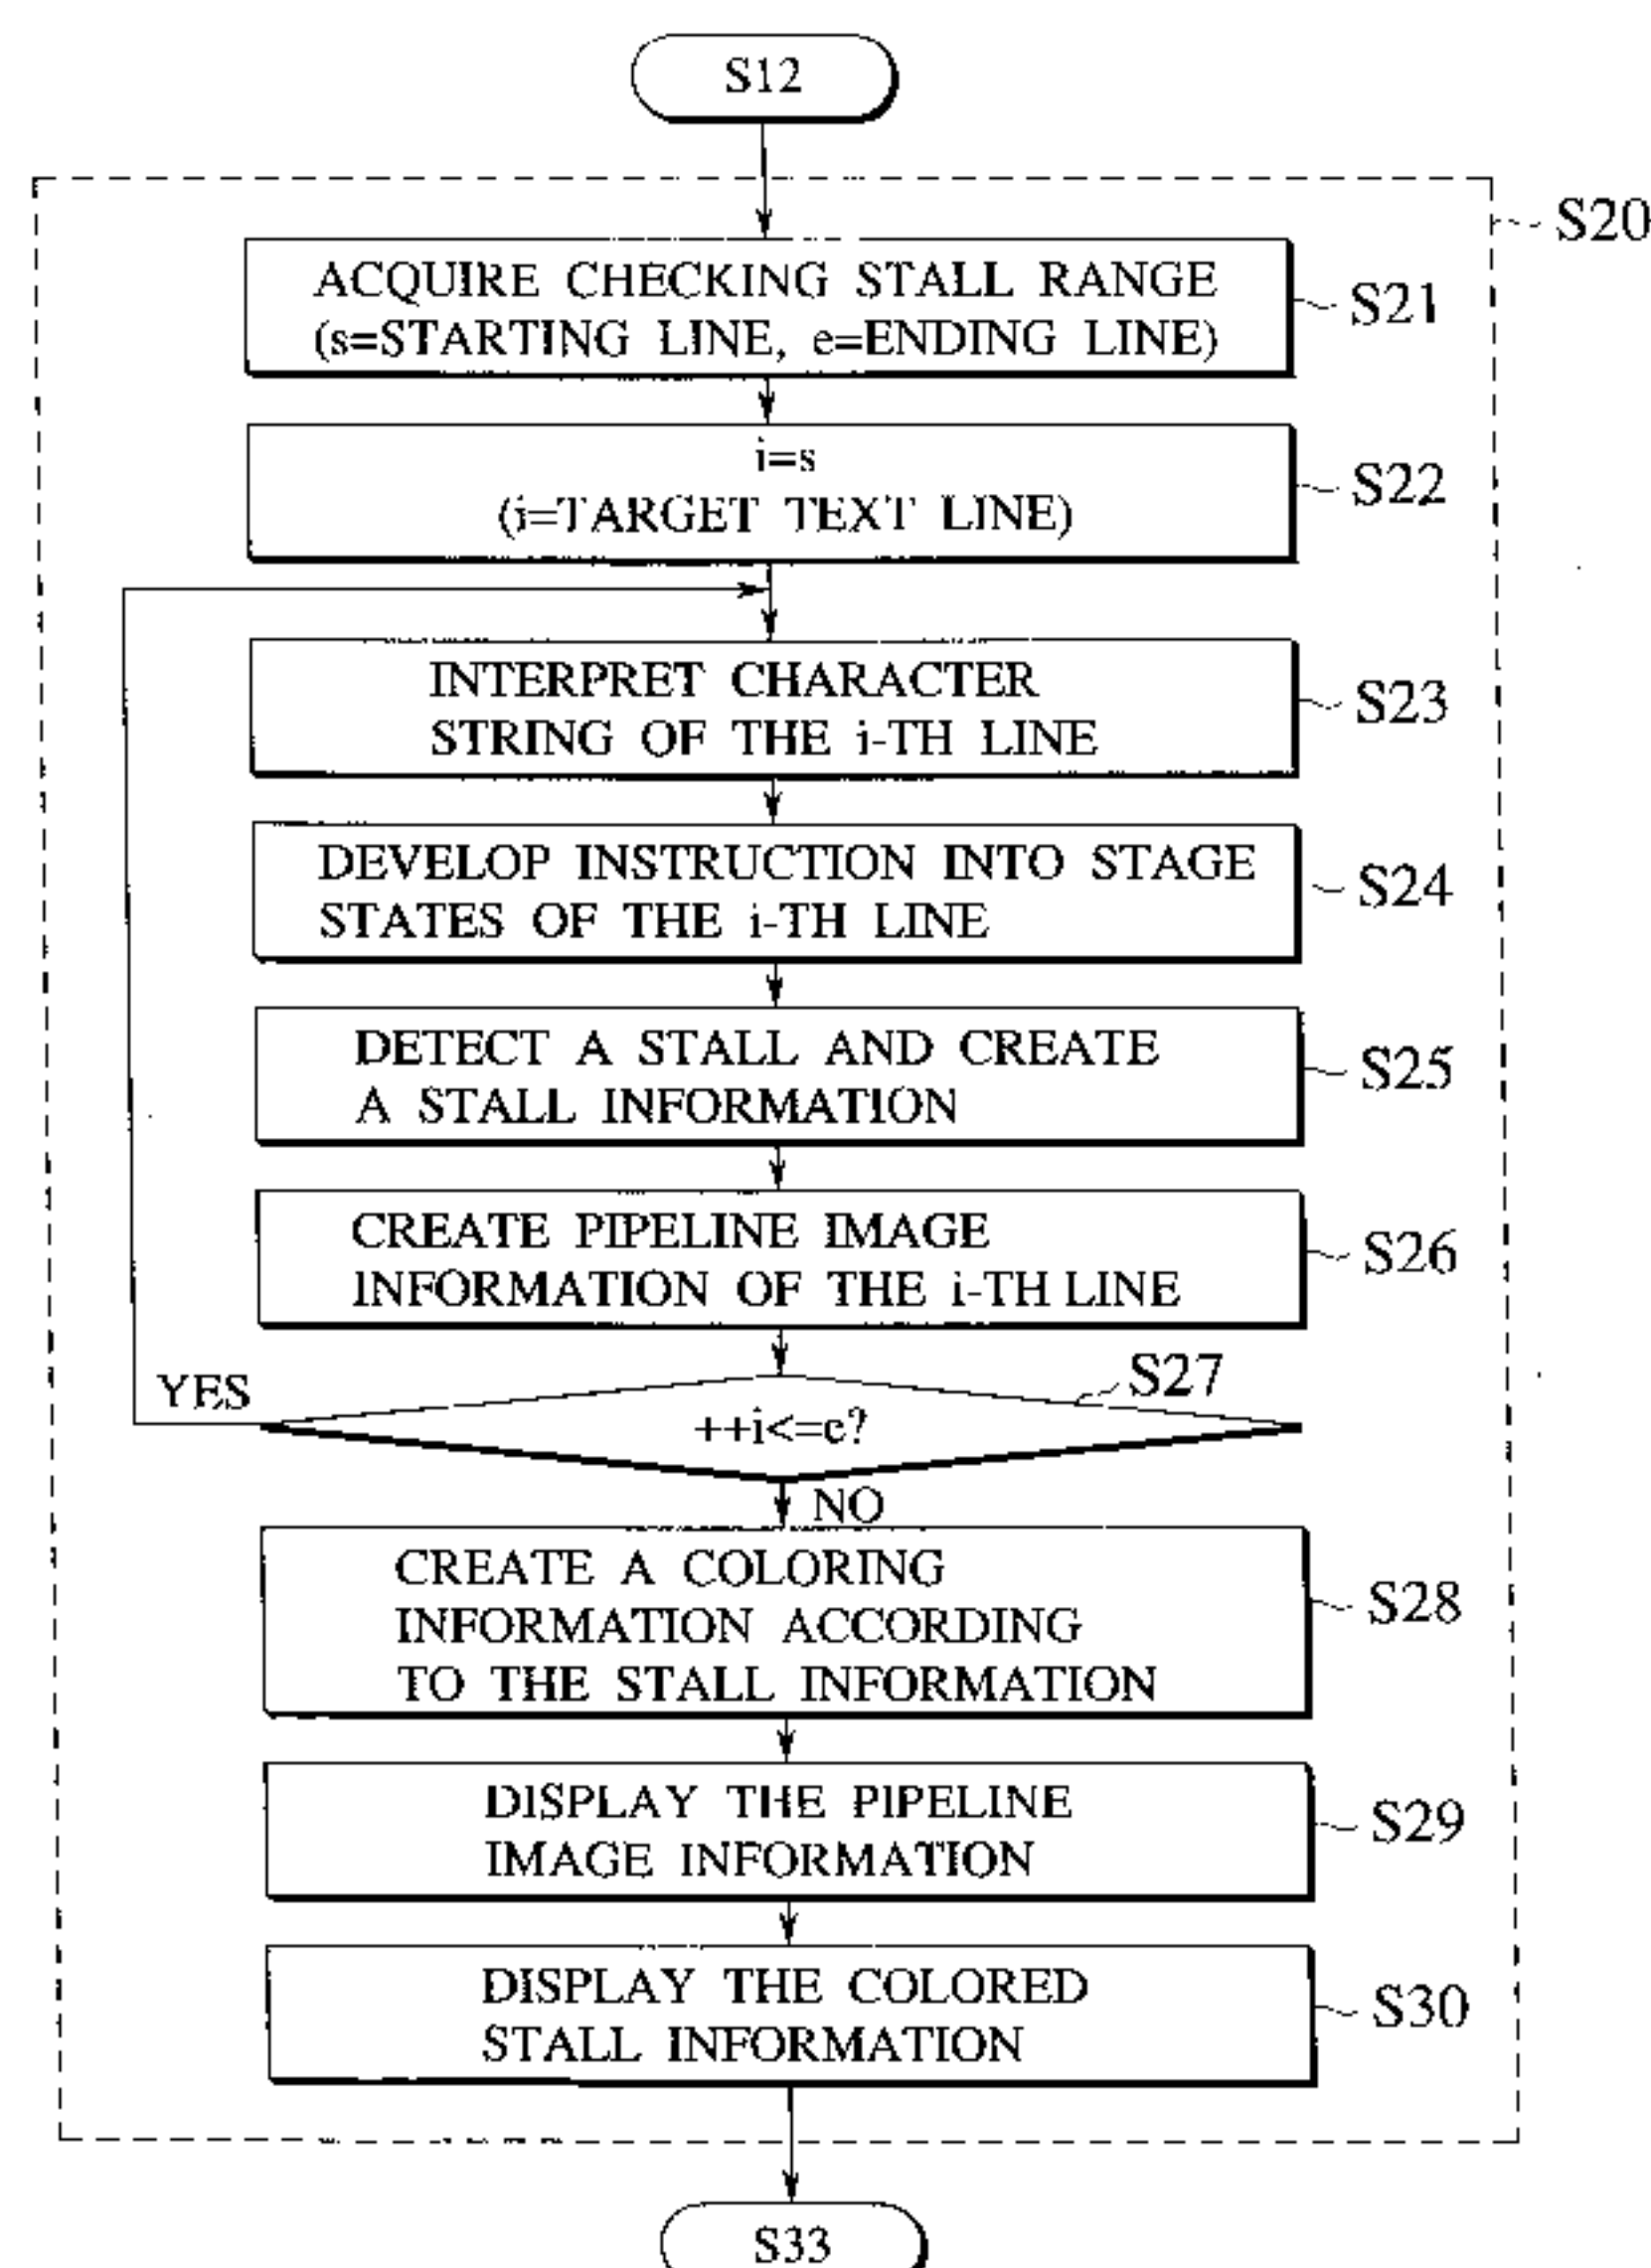 S12
S20
ACQUIRE CHECKING STALL RANGE
(s=STARTING LINE, e=ENDING LINE)
S21
i=s
(i=TARGET TEXT LINE)
S22
INTERPRET CHARACTER
STRING OF THE i-TH LINE
S23
DEVELOP INSTRUCTION INTO STAGE
STATES OF THE i-TH LINE
S24
DETECT A STALL AND CREATE
A STALL INFORMATION
S25
CREATE PIPELINE IMAGE
INFORMATION OF THE i-TH LINE
S26
YES
S27
++i<=e?
NO
CREATE A COLORING
INFORMATION ACCORDING
TO THE STALL INFORMATION
S28
DISPLAY THE PIPELINE
IMAGE INFORMATION
S29
DISPLAY THE COLORED
STALL INFORMATION
S30
S33